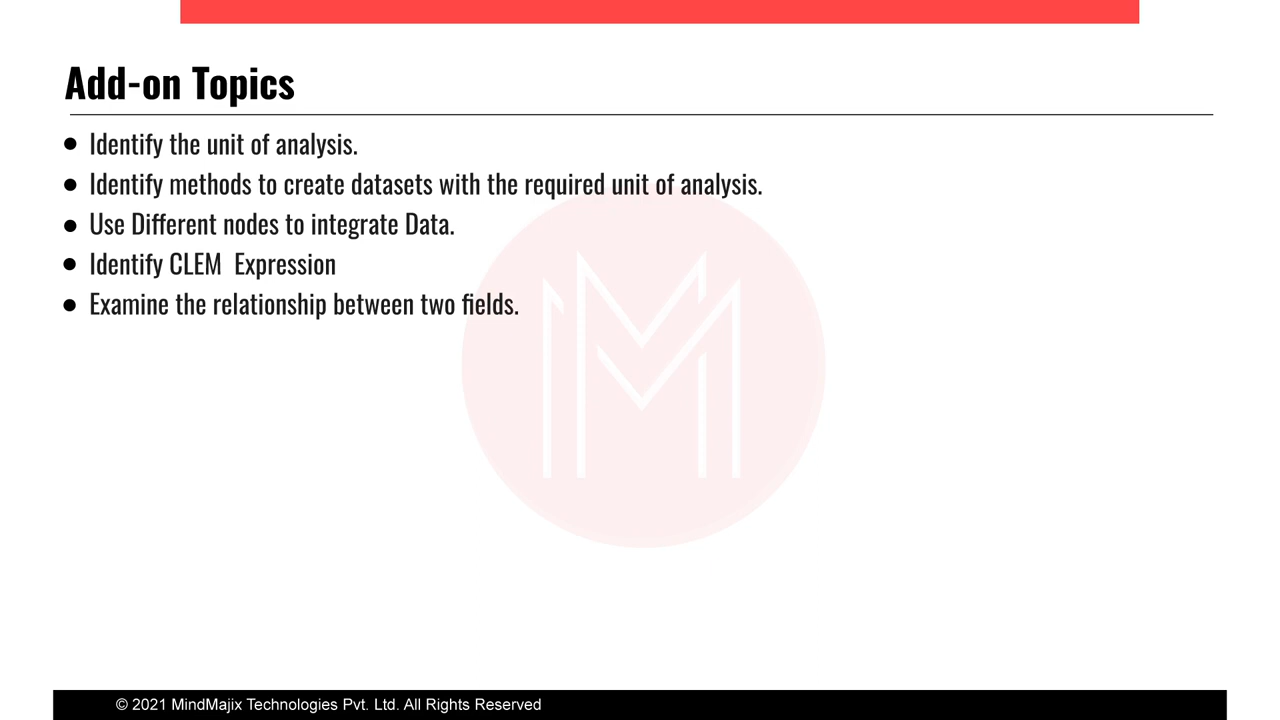 Add-on Topics
● Identify the unit of analysis.
● Identify methods to create datasets with the required unit of analysis.
● Use Different nodes to integrate Data.
● Identify CLEM  Expression
● Examine the relationship between two fields.
© 2021 MindMajix Technologies Pvt. Ltd. All Rights Reserved